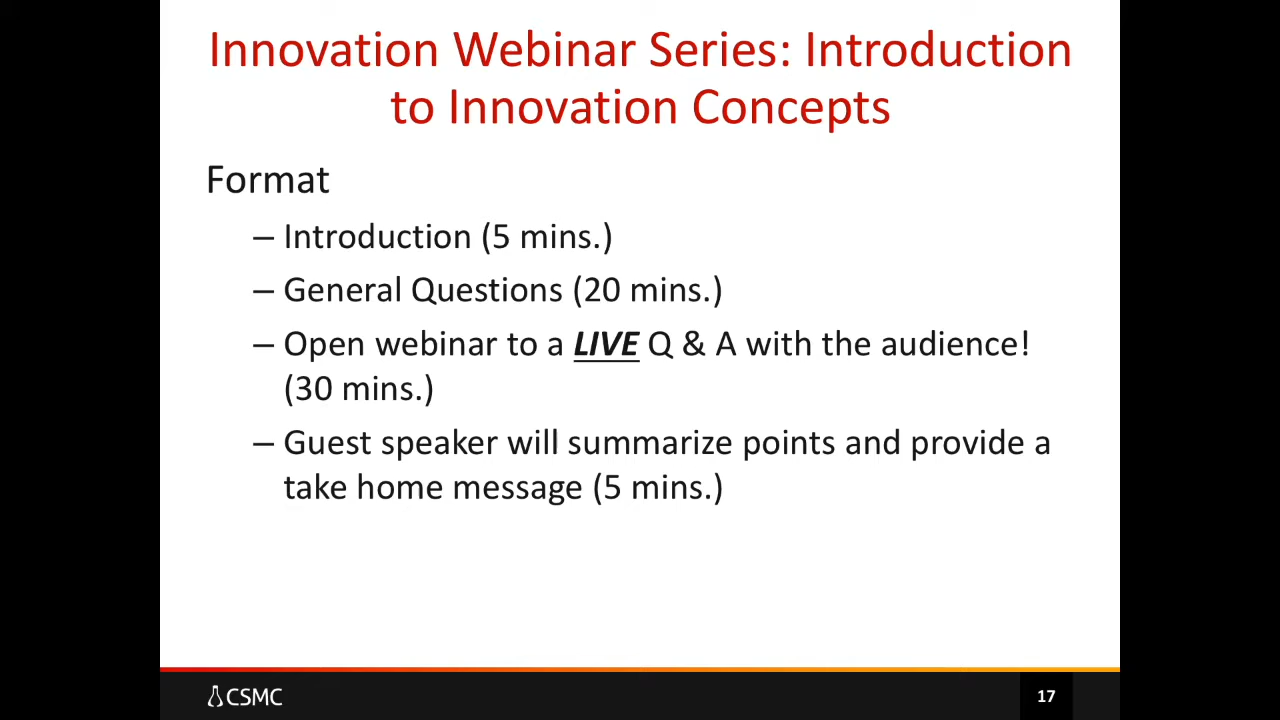 Innovation Webinar Series: Introduction
to Innovation Concepts
Format
– Introduction (5 mins.)
– General Questions (20 mins.)
– Open webinar to a LIVE Q & A with the audience!
(30 mins.)
– Guest speaker will summarize points and provide a
take home message (5 mins.)
CSMC
17